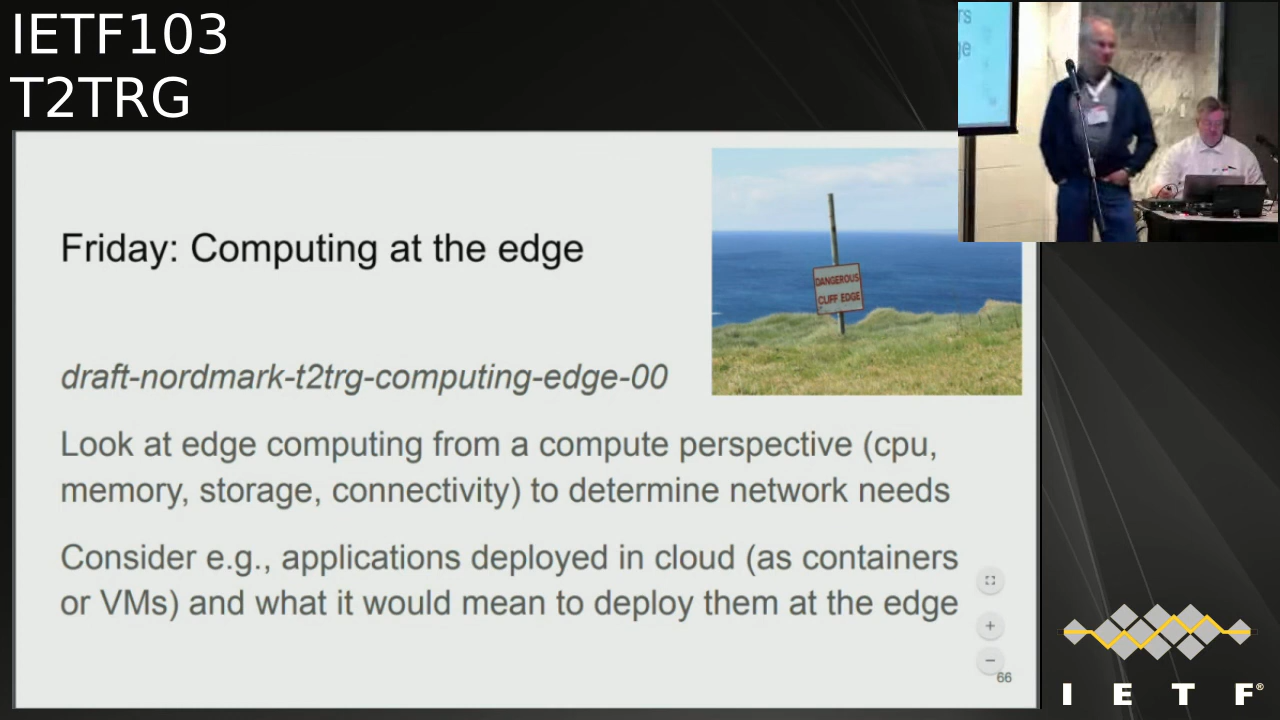 IETF103
T2TRG
rs
ge
Friday: Computing at the edge
DANGEROUS
CLIFF EDGE
draft-nordmark-t2trg-computing-edge-00
Look at edge computing from a compute perspective (cpu,
memory, storage, connectivity) to determine network needs
Consider e.g., applications deployed in cloud (as containers
or VMs) and what it would mean to deploy them at the edge
66
I E T F®